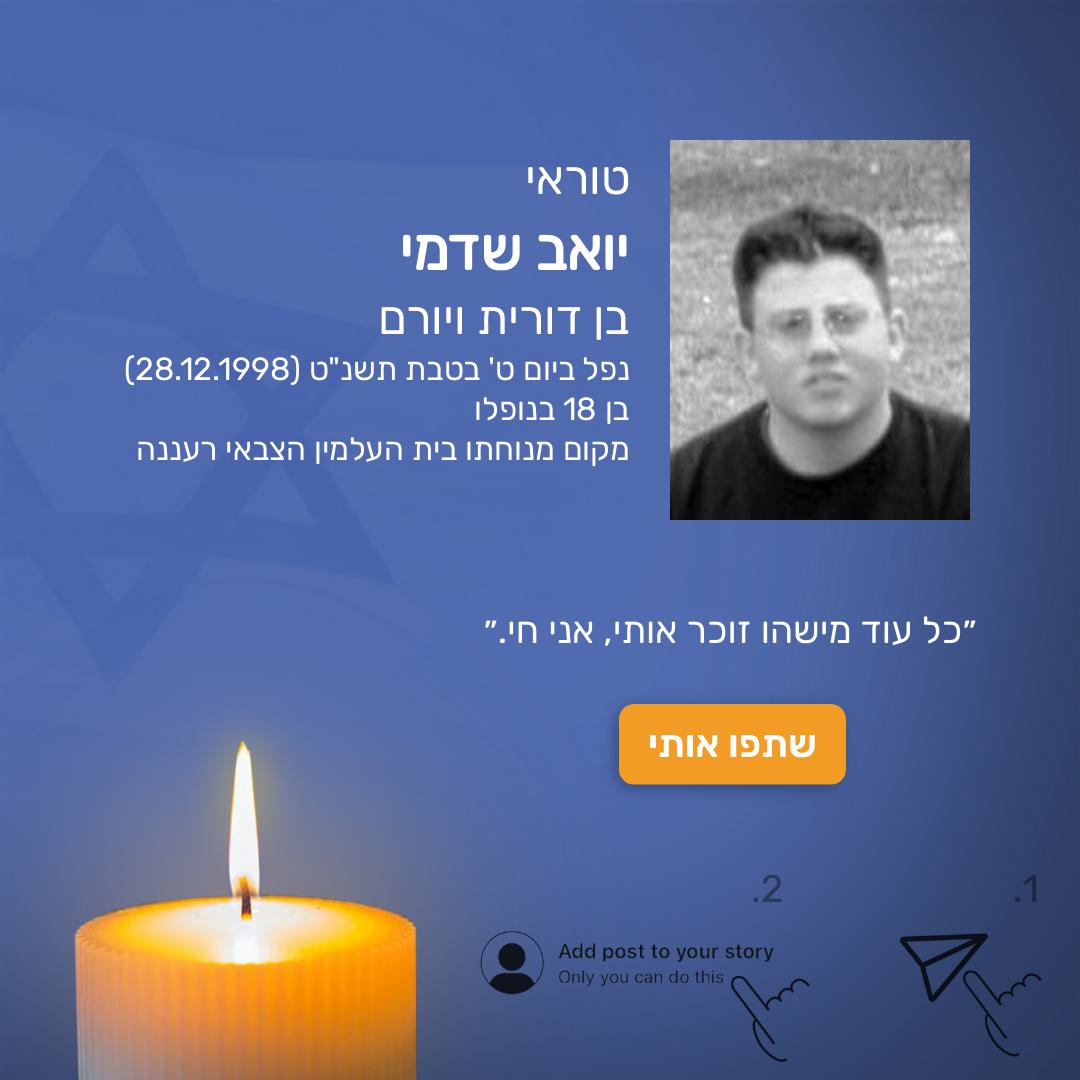 טוראי
יואב שדמי
בן דורית ויורם
נפל ביום ט' בטבת תשנ"ט (28.12.1998)
בן 18 בנופלו
מקום מנוחתו בית העלמין הצבאי רעננה
״כל עוד מישהו זוכר אותי, אני חי.״
שתפו אותי
1.
2.
Add post to your story
Only you can do this